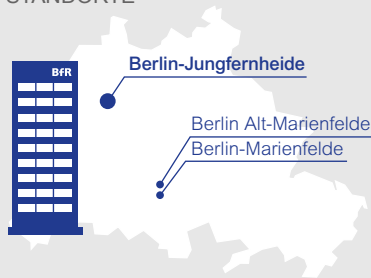 STANDORTE
BfR
Berlin-Jungfernheide
Berlin Alt-Marienfelde
Berlin-Marienfelde